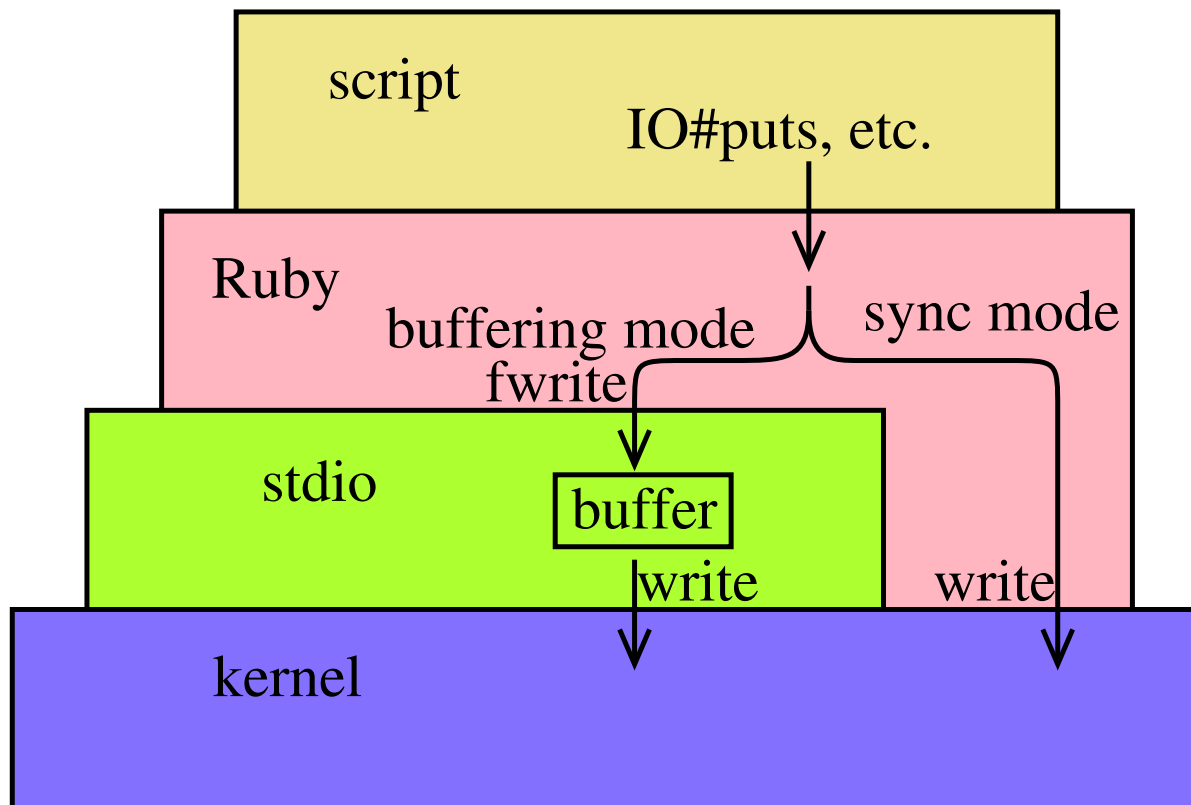 script
IO#puts, etc.
Ruby
sync mode
buffering mode
fwrite
stdio
buffer
write
write
kernel